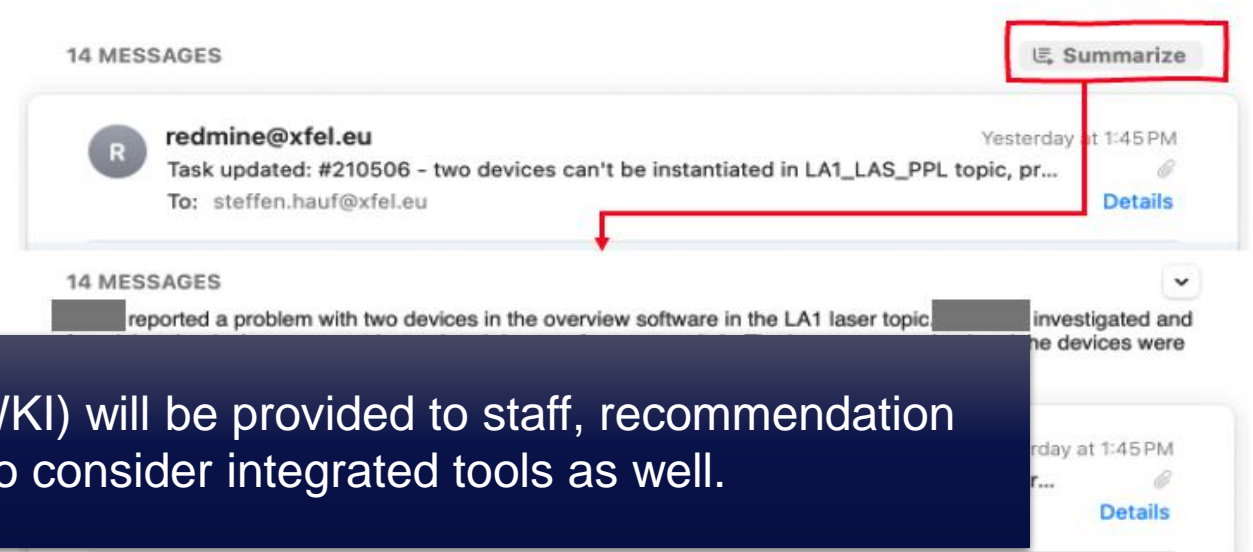 14 MESSAGES
Summarize
R
redmine@xfel.eu
Yesterday at 1:45 PM
Task updated: #210506 - two devices can't be instantiated in LA1_LAS_PPL topic, pr...
To: steffen.hauf@xfel.eu
Details
14 MESSAGES
reported a problem with two devices in the overview software in the LA1 laser topic. investigated and
he devices were
/KI) will be provided to staff, recommendation
o consider integrated tools as well.
rday at 1:45 PM
r...
Details